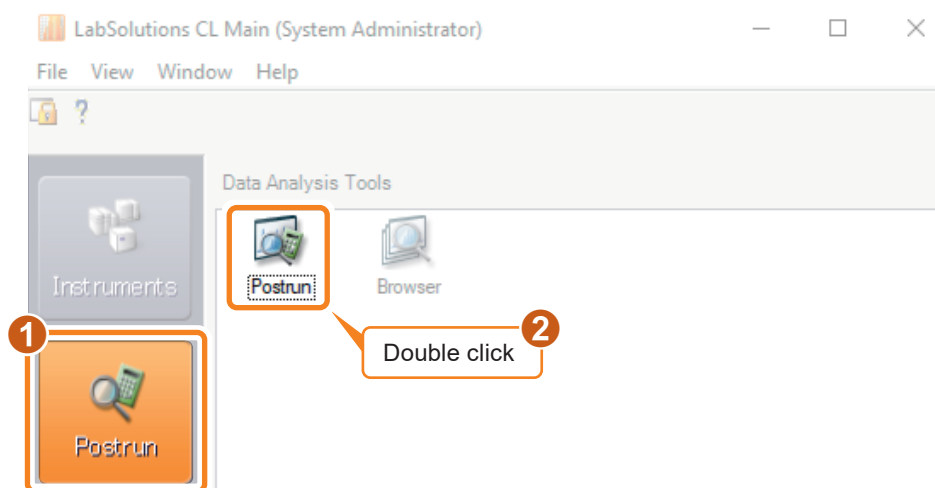 LabSolutions CL Main (System Administrator)
File View Window Help
?
Data Analysis Tools
Instruments
Postrun
Browser
1
2
Double click
Postrun